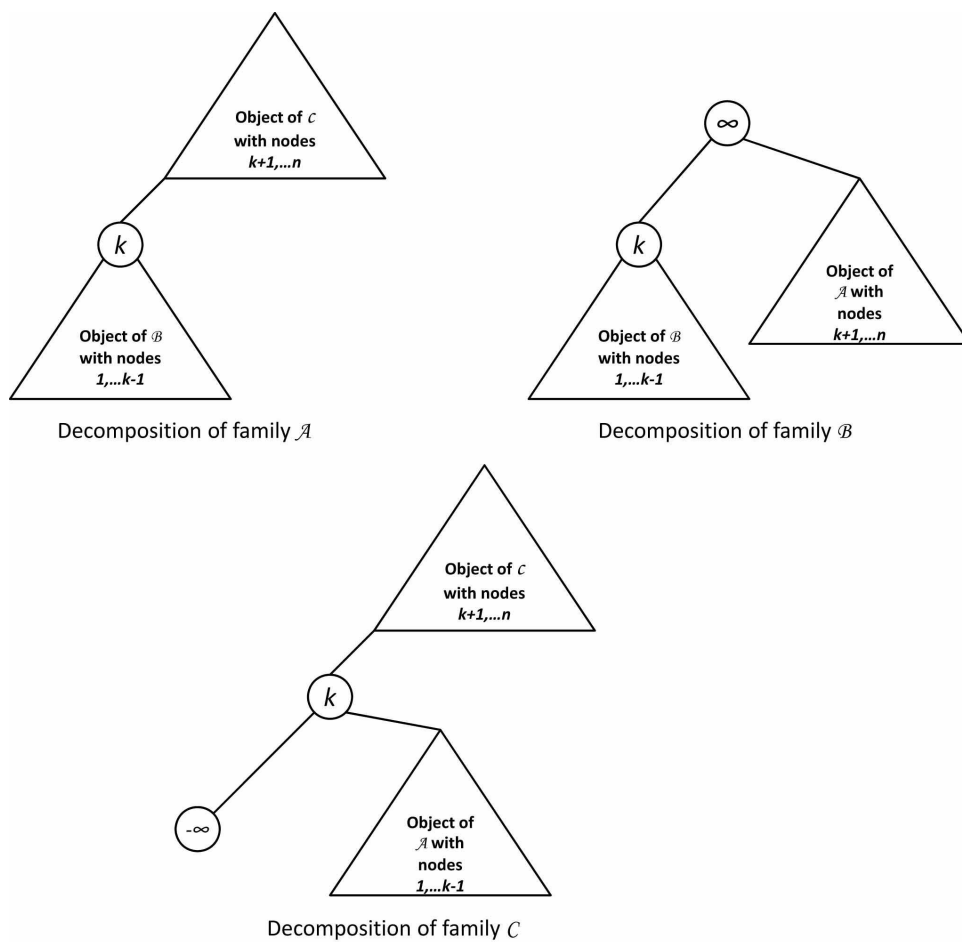 Object of 𝒞
with nodes
k+1,...n
k
Object of ℬ
with nodes
1,...k-1
Decomposition of family 𝒜
∞
k
Object of ℬ
with nodes
1,...k-1
Object of
𝒜 with
nodes
k+1,...n
Decomposition of family ℬ
Object of 𝒞
with nodes
k+1,...n
k
-∞
Object of
𝒜 with
nodes
1,...k-1
Decomposition of family 𝒞